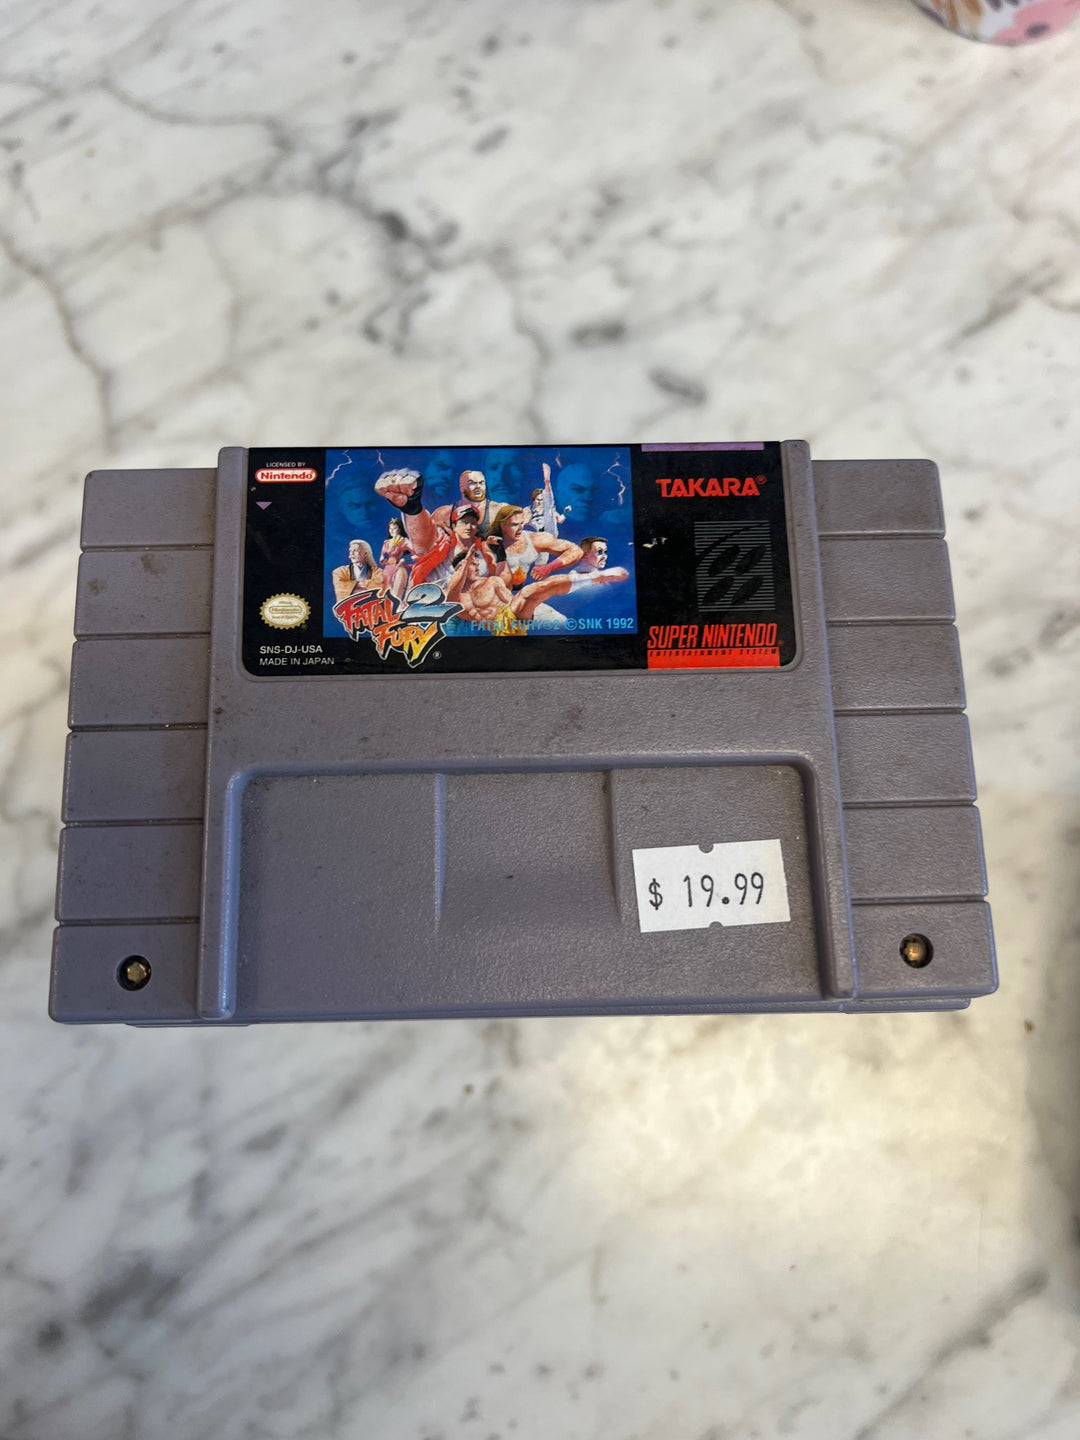 LICENSED BY
Nintendo®
TAKARA®
FATAL
FURY 2®
FATAL FURY®2 ©SNK 1992
SNS-DJ-USA
MADE IN JAPAN
SUPER NINTENDO
ENTERTAINMENT SYSTEM
$ 19.99